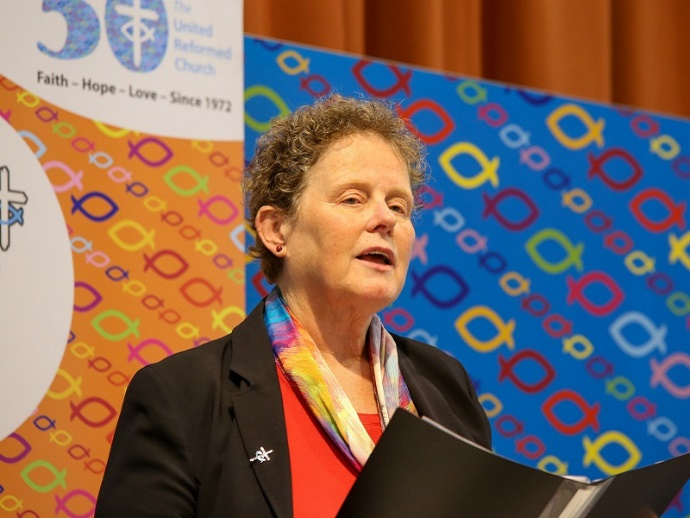 50
The
United
Reformed
Church
Faith – Hope – Love – Since 1972